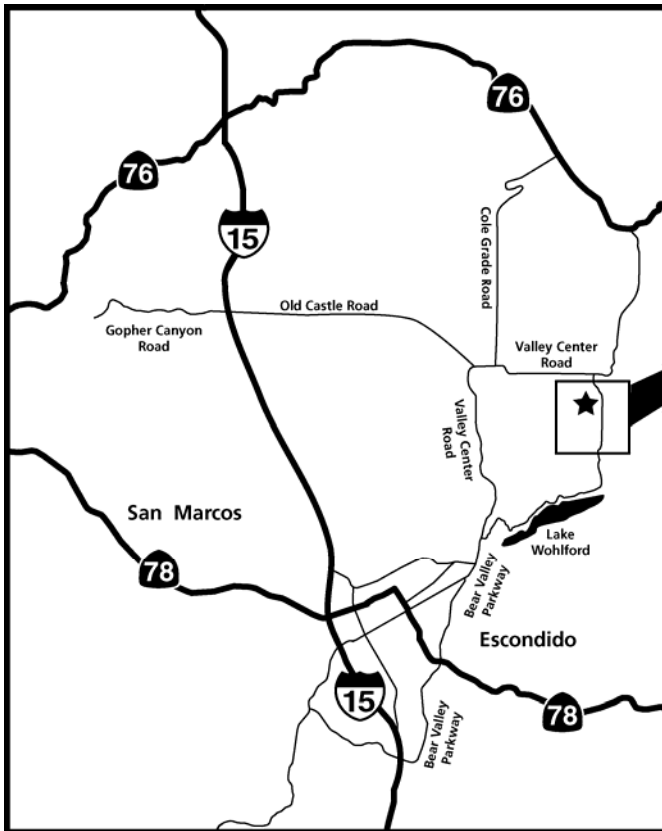 76
76
15
Cole Grade Road
Old Castle Road
Gopher Canyon
Road
Valley Center
Road
Valley Center
Road
San Marcos
Lake
Wohlford
78
Bear Valley
Parkway
Escondido
15
78
Bear Valley
Parkway